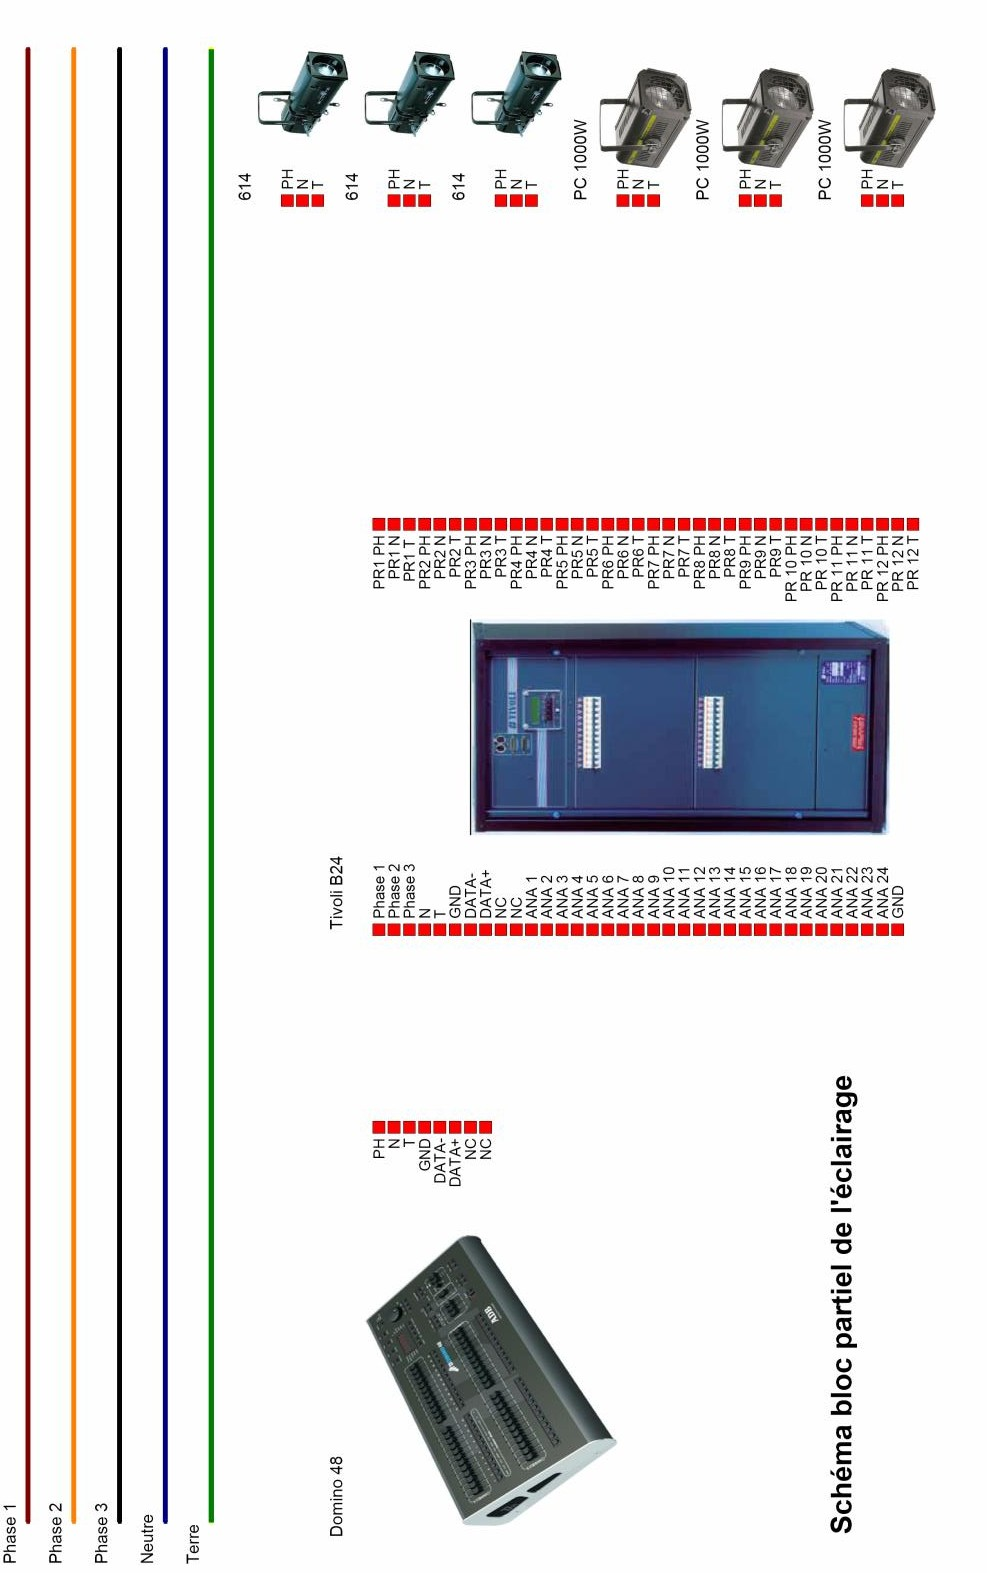 Phase 1
Phase 2
Phase 3
Neutre
Terre
Domino 48
ADB
PH
N
T
GND
DATA-
DATA+
NC
NC
Tivoli B24
Phase 1
Phase 2
Phase 3
N
T
GND
DATA-
DATA+
NC
NC
ANA 1
ANA 2
ANA 3
ANA 4
ANA 5
ANA 6
ANA 7
ANA 8
ANA 9
ANA 10
ANA 11
ANA 12
ANA 13
ANA 14
ANA 15
ANA 16
ANA 17
ANA 18
ANA 19
ANA 20
ANA 21
ANA 22
ANA 23
ANA 24
GND
PR1 PH
PR1 N
PR1 T
PR2 PH
PR2 N
PR2 T
PR3 PH
PR3 N
PR3 T
PR4 PH
PR4 N
PR4 T
PR5 PH
PR5 N
PR5 T
PR6 PH
PR6 N
PR6 T
PR7 PH
PR7 N
PR7 T
PR8 PH
PR8 N
PR8 T
PR9 PH
PR9 N
PR9 T
PR 10 PH
PR 10 N
PR 10 T
PR 11 PH
PR 11 N
PR 11 T
PR 12 PH
PR 12 N
PR 12 T
614
PH
N
T
614
PH
N
T
614
PH
N
T
PC 1000W
PH
N
T
PC 1000W
PH
N
T
PC 1000W
PH
N
T
Schéma bloc partiel de l'éclairage